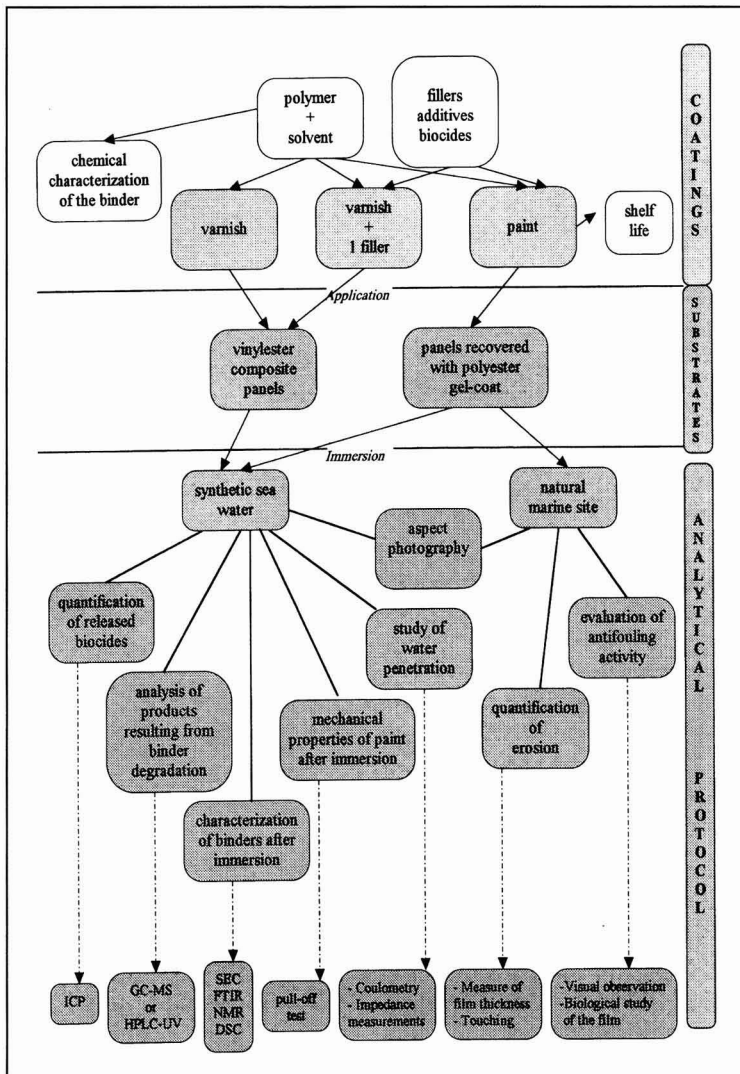 polymer
+
solvent
fillers
additives
biocides
chemical
characterization
of the binder
varnish
varnish
+
1 filler
paint
shelf
life
COATINGS
Application
vinylester
composite
panels
panels recovered
with polyester
gel-coat
SUBSTRATES
Immersion
synthetic sea
water
natural
marine site
aspect
photography
quantification
of released
biocides
study of
water
penetration
evaluation of
antifouling
activity
analysis of
products
resulting from
binder
degradation
mechanical
properties of paint
after immersion
quantification
of
erosion
characterization
of binders after
immersion
ANALYTICAL PROTOCOL
ICP
GC-MS
or
HPLC-UV
SEC
FTIR
NMR
DSC
pull-off
test
- Coulometry
- Impedance
measurements
- Measure of
film thickness
- Touching
-Visual observation
-Biological study
of the film